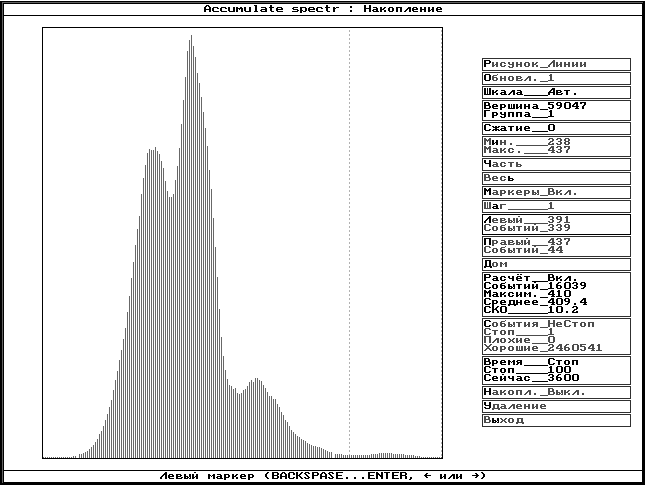 Accumulate spectr : Накопление
Рисунок_Линии
Обновл._1
Шкала___Авт.
Вершина_59047
Группа__1
Сжатие__0
Мин.____238
Макс.___437
Часть
Весь
Маркеры_Вкл.
Шаг_____1
Левый___391
Событий_339
Правый__437
Событий_44
Дом
Расчёт__Вкл.
Событий_16039
Максим._410
Среднее_409.4
СКО_____10.2
События_НеСтоп
Стоп____1
Плохие__0
Хорошие_2460541
Время___Стоп
Стоп____100
Сейчас__3600
Накопл._Выкл.
Удаление
Выход
Левый маркер (BACKSPASE...ENTER, ← или →)